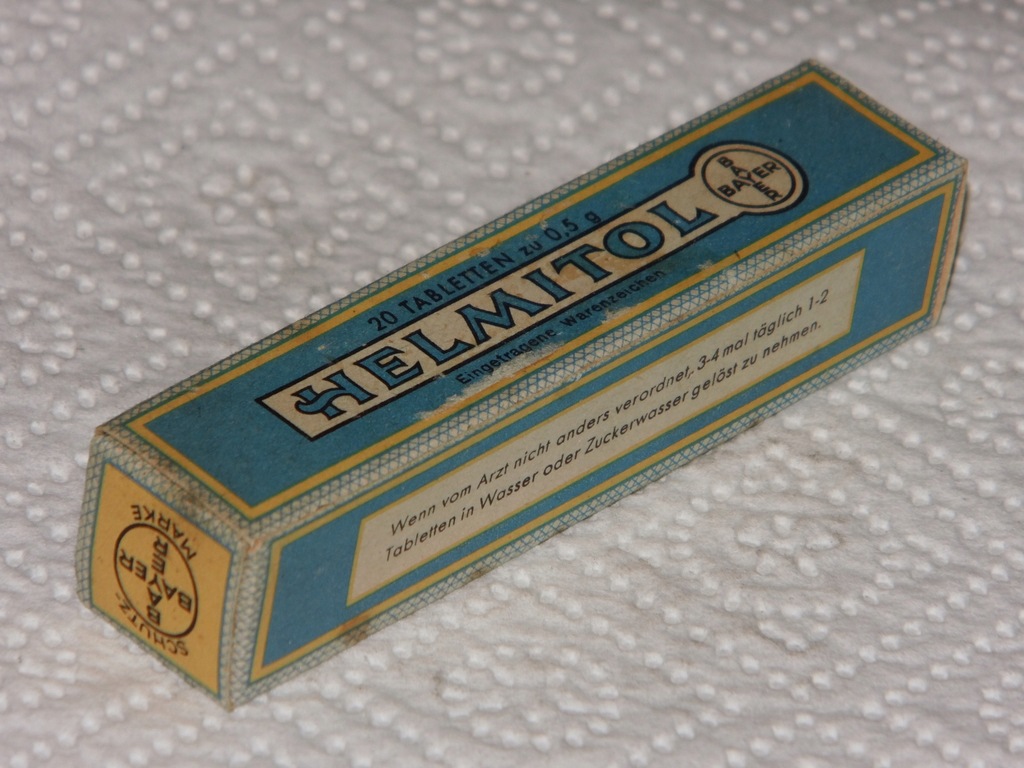 20 TABLETTEN zu 0,5 g
HELMITOL
BAYER
BAYER
Eingetragene Warenzeichen
Wenn vom Arzt nicht anders verordnet, 3-4 mal täglich 1-2
Tabletten in Wasser oder Zuckerwasser gelöst zu nehmen.
SCHUTZ-
BAYER
BAYER
MARKE